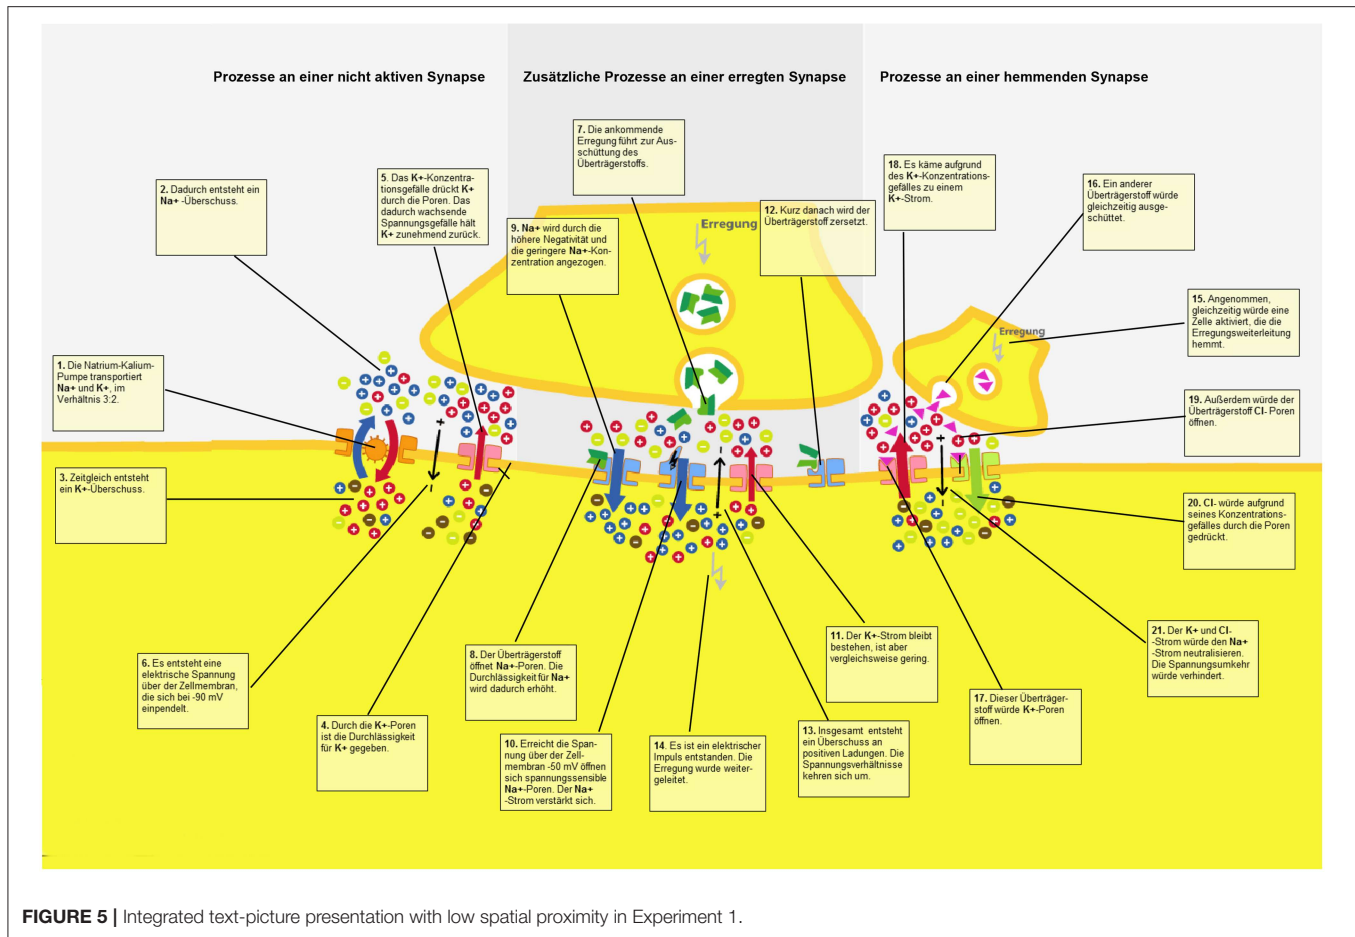 Prozesse an einer nicht aktiven Synapse
Zusätzliche Prozesse an einer erregten Synapse
Prozesse an einer hemmenden Synapse
1. Die Natrium-Kalium-
Pumpe transportiert
Na+ und K+, im
Verhältnis 3:2.
2. Dadurch entsteht ein
Na+ -Überschuss.
3. Zeitgleich entsteht
ein K+-Überschuss.
4. Durch die K+-Poren
ist die Durchlässigkeit
für K+ gegeben.
5. Das K+-Konzentra-
tionsgefälle drückt K+
durch die Poren. Das
dadurch wachsende
Spannungsgefälle hält
K+ zunehmend zurück.
6. Es entsteht eine
elektrische Spannung
über der Zellmembran,
die sich bei -90 mV
einpendelt.
7. Die ankommende
Erregung führt zur Aus-
schüttung des
Überträgerstoffs.
Erregung
8. Der Überträgerstoff
öffnet Na+-Poren. Die
Durchlässigkeit für Na+
wird dadurch erhöht.
9. Na+ wird durch die
höhere Negativität und
die geringere Na+-Kon-
zentration angezogen.
10. Erreicht die Span-
nung über der Zell-
membran -50 mV öffnen
sich spannungssensible
Na+-Poren. Der Na+
-Strom verstärkt sich.
11. Der K+-Strom bleibt
bestehen, ist aber
vergleichsweise gering.
12. Kurz danach wird der
Überträgerstoff zersetzt.
13. Insgesamt entsteht
ein Überschuss an
positiven Ladungen. Die
Spannungsverhältnisse
kehren sich um.
14. Es ist ein elektrischer
Impuls entstanden. Die
Erregung wurde weiter-
geleitet.
15. Angenommen,
gleichzeitig würde eine
Zelle aktiviert, die die
Erregungsweiterleitung
hemmt.
Erregung
16. Ein anderer
Überträgerstoff würde
gleichzeitig ausge-
schüttet.
17. Dieser Überträger-
stoff würde K+-Poren
öffnen.
18. Es käme aufgrund
des K+-Konzentrations-
gefälles zu einem
K+-Strom.
19. Außerdem würde der
Überträgerstoff Cl- Poren
öffnen.
20. Cl- würde aufgrund
seines Konzentrations-
gefälles durch die Poren
gedrückt.
21. Der K+ und Cl-
-Strom würde den Na+
-Strom neutralisieren.
Die Spannungsumkehr
würde verhindert.
FIGURE 5 | Integrated text-picture presentation with low spatial proximity in Experiment 1.